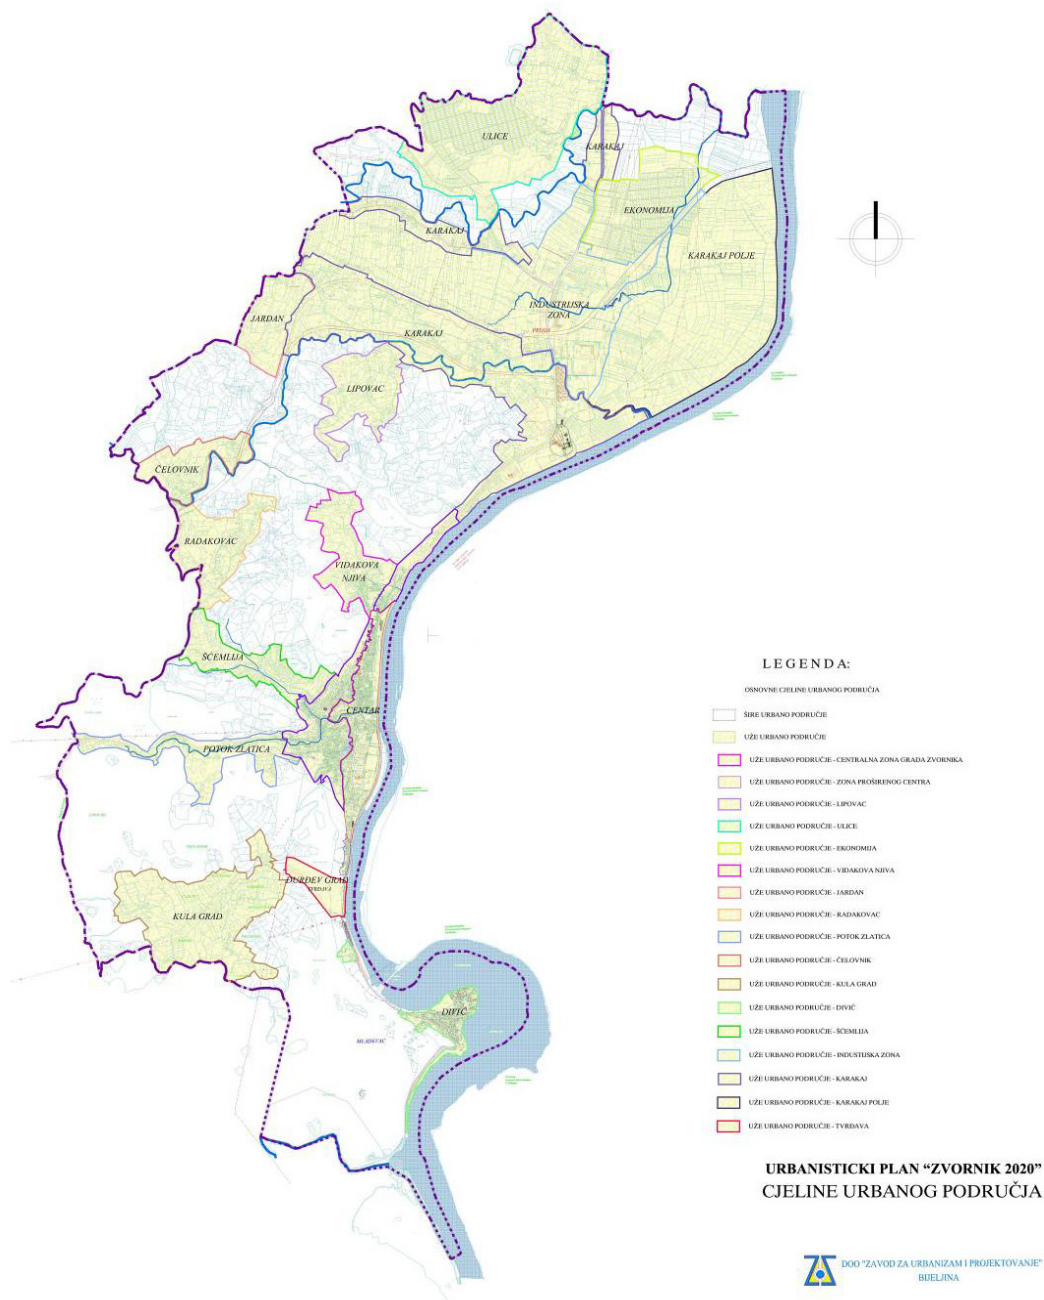 ULICE
KARAKAJ
EKONOMIJA
KARAKAJ
KARAKAJ POLJE
INDUSTRIJSKA
ZONA
JARDAN
KARAKAJ
LIPOVAC
ČELOVNIK
RADAKOVAC
VIDAKOVA
NJIVA
ŠĆEMLIJA
CENTAR
POTOK ZLATICA
ĐURĐEV GRAD
TVRĐAVA
KULA GRAD
DIVIČ
MLAĐEVAC
LEGENDA:
OSNOVNE CJELINE URBANOG PODRUČJA
ŠIRE URBANO PODRUČJE
UŽE URBANO PODRUČJE
UŽE URBANO PODRUČJE - CENTRALNA ZONA GRADA ZVORNIKA
UŽE URBANO PODRUČJE - ZONA PROŠIRENOG CENTRA
UŽE URBANO PODRUČJE - LIPOVAC
UŽE URBANO PODRUČJE - ULICE
UŽE URBANO PODRUČJE - EKONOMIJA
UŽE URBANO PODRUČJE - VIDAKOVA NJIVA
UŽE URBANO PODRUČJE - JARDAN
UŽE URBANO PODRUČJE - RADAKOVAC
UŽE URBANO PODRUČJE - POTOK ZLATICA
UŽE URBANO PODRUČJE - ČELOVNIK
UŽE URBANO PODRUČJE - KULA GRAD
UŽE URBANO PODRUČJE - DIVIČ
UŽE URBANO PODRUČJE - ŠĆEMLIJA
UŽE URBANO PODRUČJE - INDUSTIJSKA ZONA
UŽE URBANO PODRUČJE - KARAKAJ
UŽE URBANO PODRUČJE - KARAKAJ POLJE
UŽE URBANO PODRUČJE - TVRĐAVA
URBANISTICKI PLAN “ZVORNIK 2020”
CJELINE URBANOG PODRUČJA
DOO "ZAVOD ZA URBANIZAM I PROJEKTOVANJE"
BIJELJINA